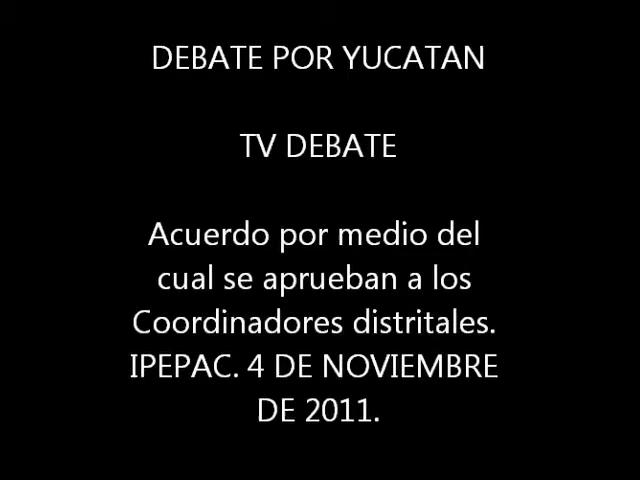 DEBATE POR YUCATAN
TV DEBATE
Acuerdo por medio del
cual se aprueban a los
Coordinadores distritales.
IPEPAC. 4 DE NOVIEMBRE
DE 2011.